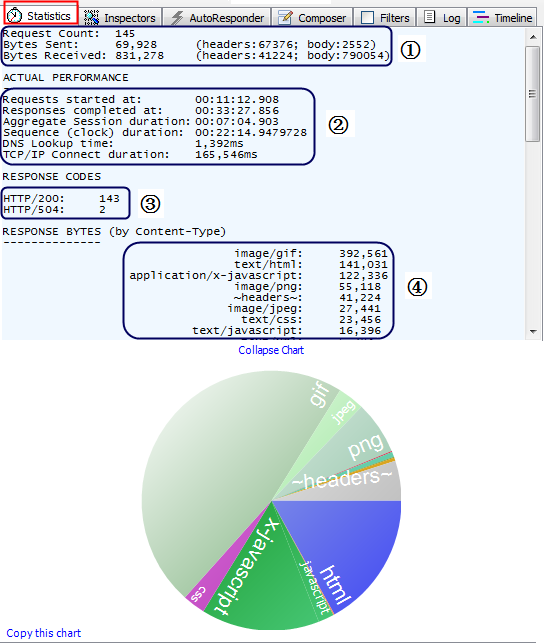 Statistics Inspectors AutoResponder Composer Filters Log Timeline
Request Count: 145
Bytes Sent: 69,928 (headers:67376; body:2552)
Bytes Received: 831,278 (headers:41224; body:790054)
①
ACTUAL PERFORMANCE
Requests started at: 00:11:12.908
Responses completed at: 00:33:27.856
Aggregate Session duration: 00:07:04.903
Sequence (clock) duration: 00:22:14.9479728
DNS Lookup time: 1,392ms
TCP/IP Connect duration: 165,546ms
②
RESPONSE CODES
HTTP/200: 143
HTTP/504: 2
③
RESPONSE BYTES (by Content-Type)
--------------
image/gif: 392,561
text/html: 141,031
application/x-javascript: 122,336
image/png: 55,118
~headers~: 41,224
image/jpeg: 27,441
text/css: 23,456
text/javascript: 16,396
④
Collapse Chart
gif
jpeg
png
~headers~
html
javascript
x-javascript
css
Copy this chart